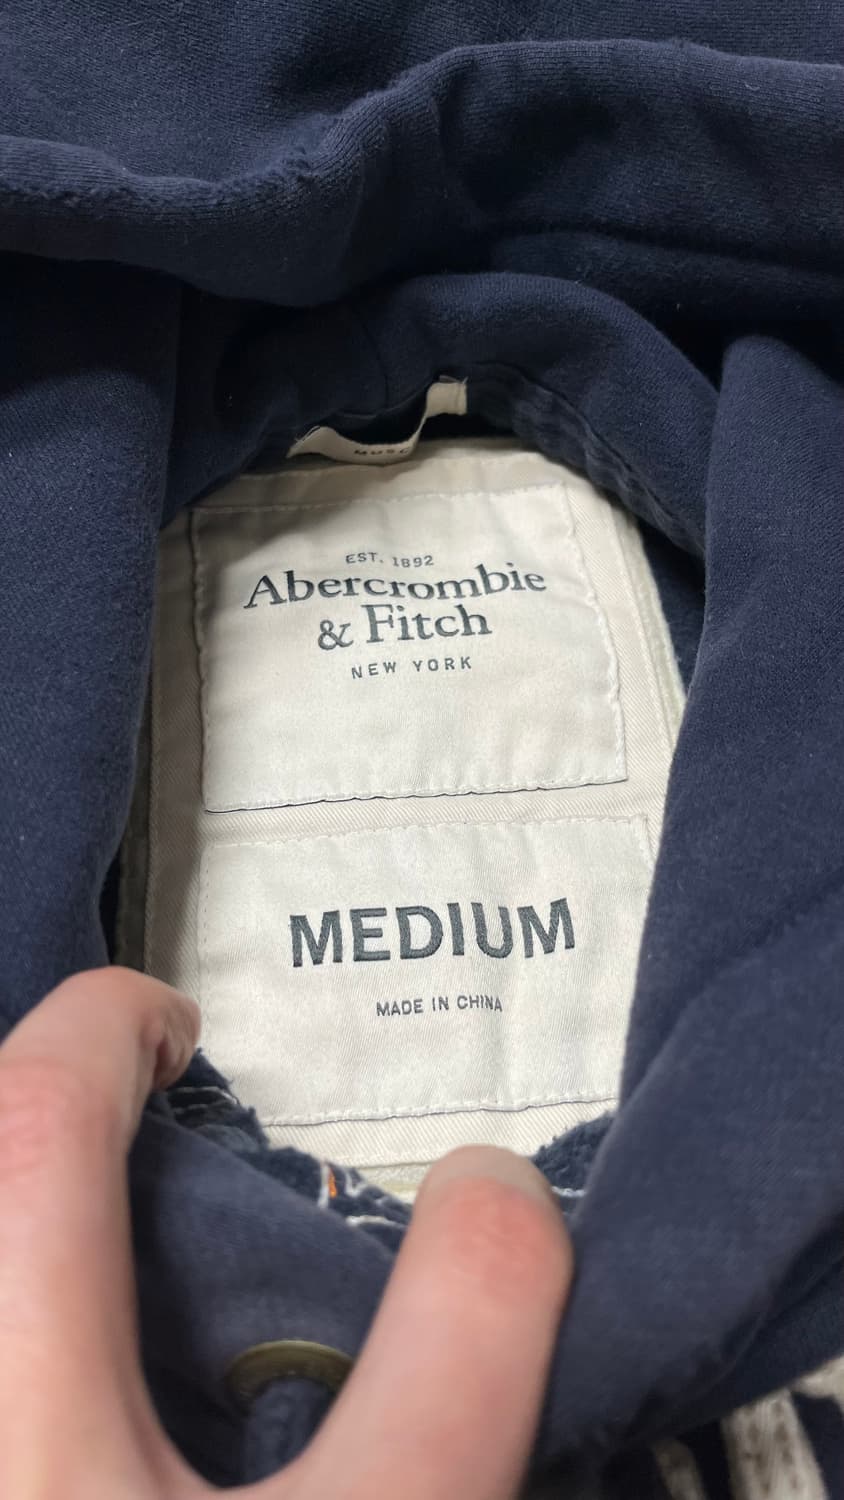 EST. 1892
Abercrombie
& Fitch
NEW YORK
MEDIUM
MADE IN CHINA